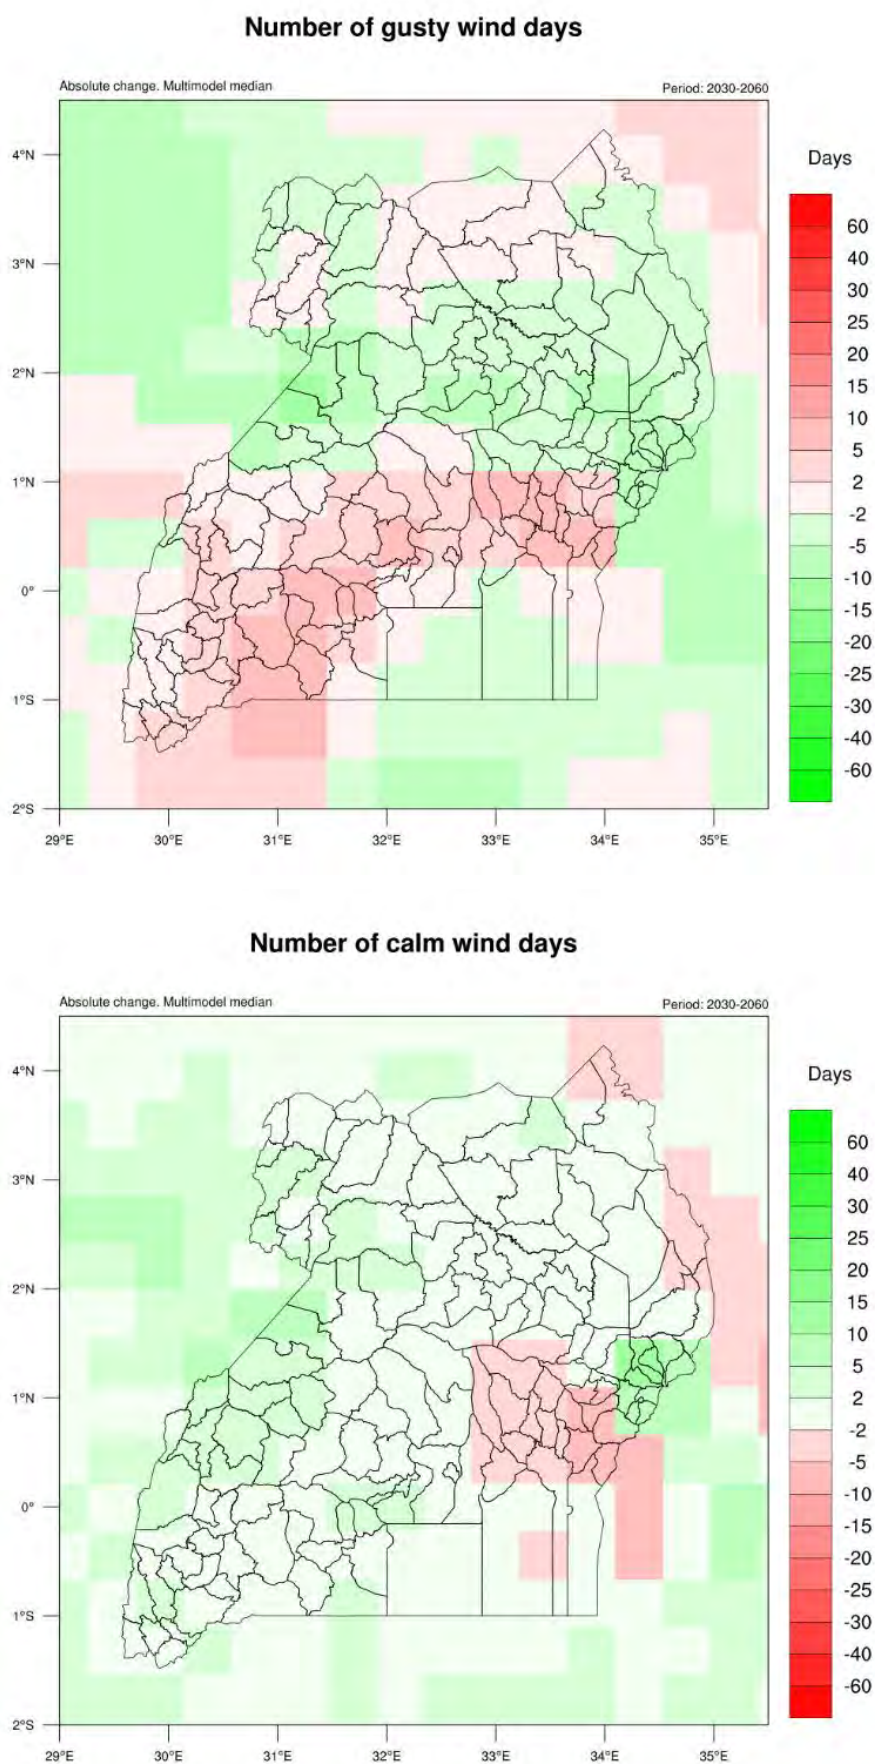 Number of gusty wind days
Absolute change. Multimodel median Period: 2030-2060
Days
4°N
3°N
2°N
1°N
0°
1°S
2°S
29°E 30°E 31°E 32°E 33°E 34°E 35°E
60
40
30
25
20
15
10
5
2
-2
-5
-10
-15
-20
-25
-30
-40
-60
Number of calm wind days
Absolute change. Multimodel median Period: 2030-2060
Days
4°N
3°N
2°N
1°N
0°
1°S
2°S
29°E 30°E 31°E 32°E 33°E 34°E 35°E
60
40
30
25
20
15
10
5
2
-2
-5
-10
-15
-20
-25
-30
-40
-60